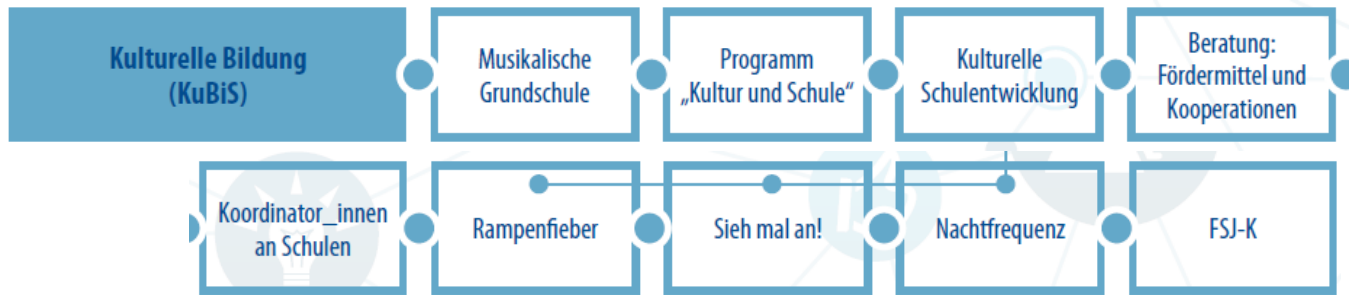 Kulturelle Bildung
(KuBiS)
Musikalische
Grundschule
Programm
„Kultur und Schule“
Kulturelle
Schulentwicklung
Beratung:
Fördermittel und
Kooperationen
Koordinator_innen
an Schulen
Rampenfieber
Sieh mal an!
Nachtfrequenz
FSJ-K